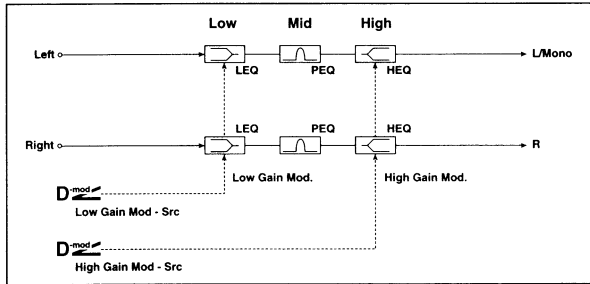 Low Mid High
Left L/Mono
LEQ PEQ HEQ
LEQ PEQ HEQ
Right R
Low Gain Mod. High Gain Mod.
D-mod
Low Gain Mod - Src
D-mod
High Gain Mod - Src